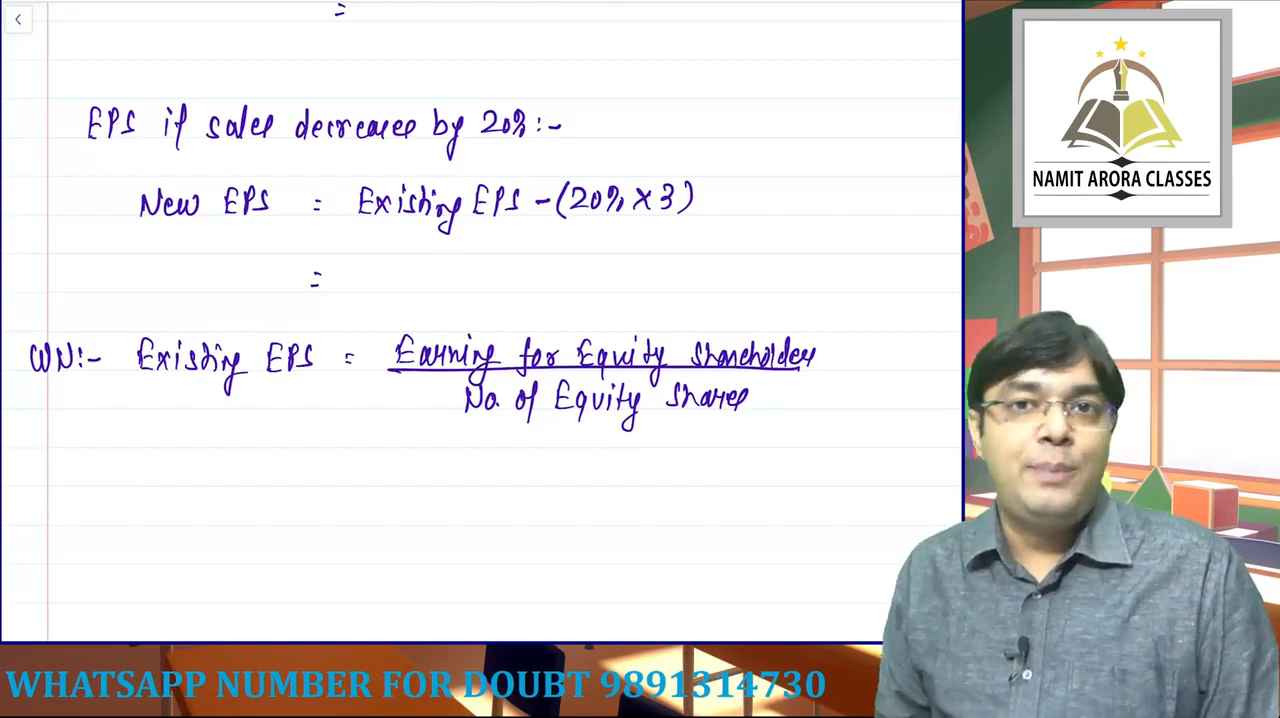 =
EPS if sales decreases by 20%:-
New EPS = Existing EPS - (20% X 3)
=
WN:- Existing EPS = Earning for Equity shareholders
No. of Equity shares
NAMIT ARORA CLASSES
WHATSAPP NUMBER FOR DOUBT 9891314730